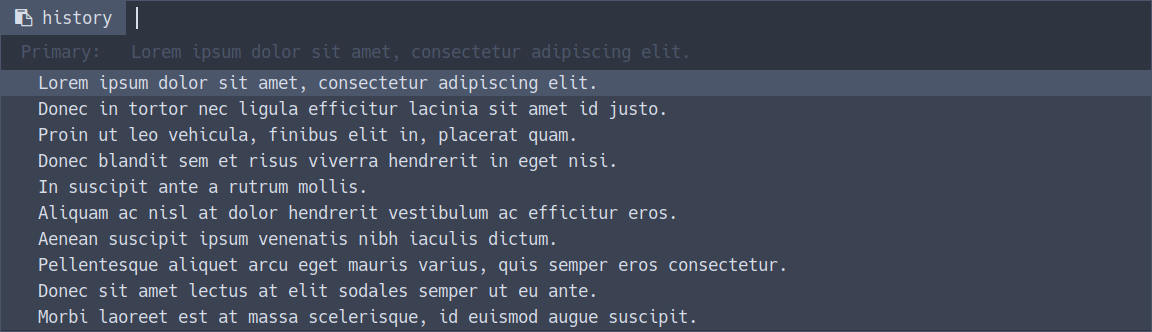 history
Primary: Lorem ipsum dolor sit amet, consectetur adipiscing elit.
Lorem ipsum dolor sit amet, consectetur adipiscing elit.
Donec in tortor nec ligula efficitur lacinia sit amet id justo.
Proin ut leo vehicula, finibus elit in, placerat quam.
Donec blandit sem et risus viverra hendrerit in eget nisi.
In suscipit ante a rutrum mollis.
Aliquam ac nisl at dolor hendrerit vestibulum ac efficitur eros.
Aenean suscipit ipsum venenatis nibh iaculis dictum.
Pellentesque aliquet arcu eget mauris varius, quis semper eros consectetur.
Donec sit amet lectus at elit sodales semper ut eu ante.
Morbi laoreet est at massa scelerisque, id euismod augue suscipit.